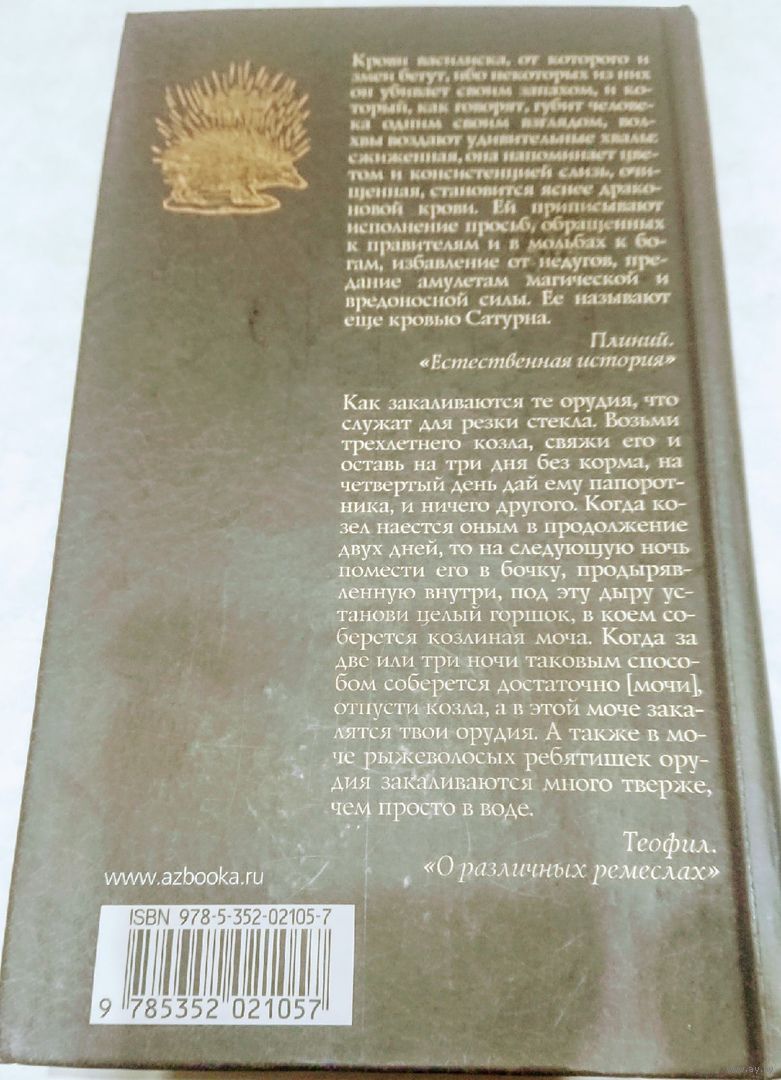 Крови василиска, от которого и
змеи бегут, ибо некоторых из них
он убивает своим запахом, и ко-
торый, как говорят, губит челове-
ка одним своим взглядом, вол-
хвы воздают удивительные хвалы:
сжиженная, она напоминает цве-
том и консистенцией слизь, очи-
щенная, становится яснее драко-
новой крови. Ей приписывают
исполнение просьб, обращенных
к правителям и в мольбах к бо-
гам, избавление от недугов, при-
дание амулетам магической и
вредоносной силы. Ее называют
еще кровью Сатурна.
Плиний.
«Естественная история»
Как закаливаются те орудия, что
служат для резки стекла. Возьми
трехлетнего козла, свяжи его и
оставь на три дня без корма, на
четвертый день дай ему папорот-
ника, и ничего другого. Когда ко-
зел наестся оным в продолжение
двух дней, то на следующую ночь
помести его в бочку, продыряв-
ленную внутри, под эту дыру ус-
танови целый горшок, в коем со-
берется козлиная моча. Когда за
две или три ночи таковым спосо-
бом соберется достаточно [мочи],
отпусти козла, а в этой моче зака-
лятся твои орудия. А также в мо-
че рыжеволосых ребятишек ору-
дия закаливаются много тверже,
чем просто в воде.
Теофил.
«О различных ремеслах»
www.azbooka.ru
ISBN 978-5-352-02105-7
9 785352 021057